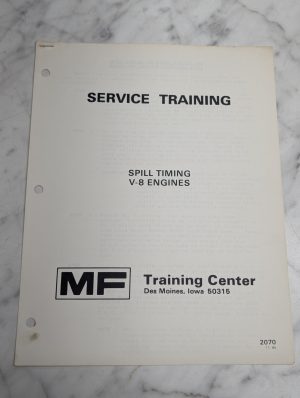 SERVICE TRAINING
SPILL TIMING
V-8 ENGINES
MF
Training Center
Des Moines, Iowa 50315
2070